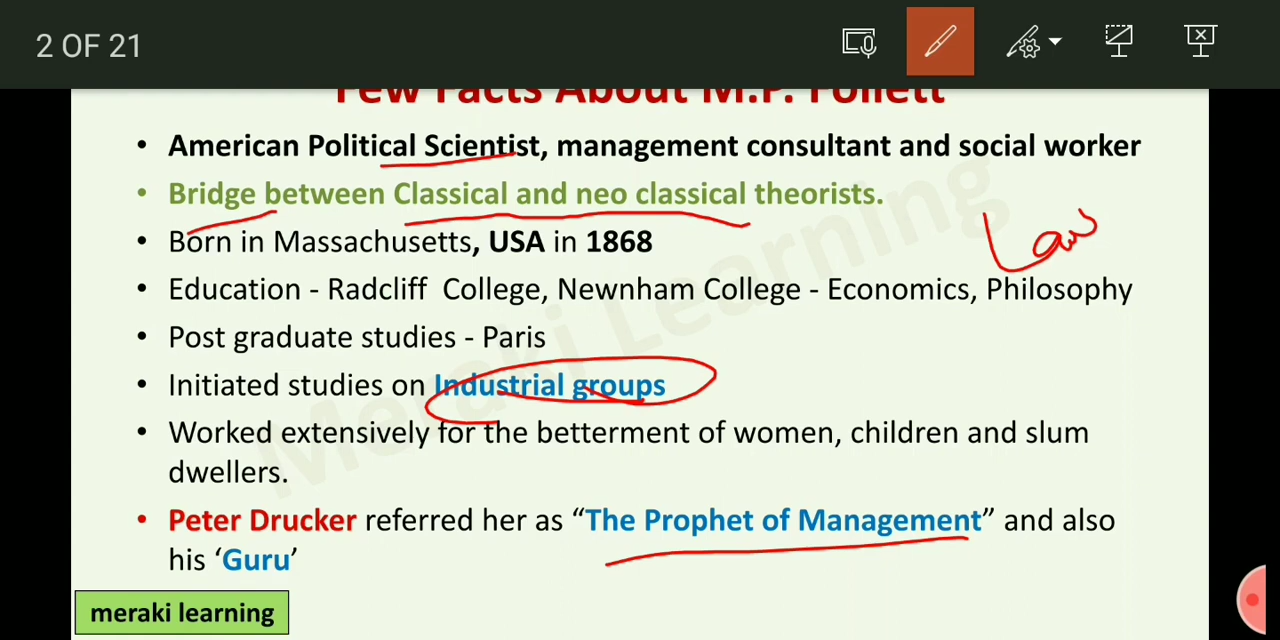 2 OF 21
Few Facts About M.P. Follett
• American Political Scientist, management consultant and social worker
• Bridge between Classical and neo classical theorists.
Law
• Born in Massachusetts, USA in 1868
• Education - Radcliff College, Newnham College - Economics, Philosophy
• Post graduate studies - Paris
• Initiated studies on Industrial groups
• Worked extensively for the betterment of women, children and slum
dwellers.
• Peter Drucker referred her as “The Prophet of Management” and also
his ‘Guru’
Meraki Learning
meraki learning